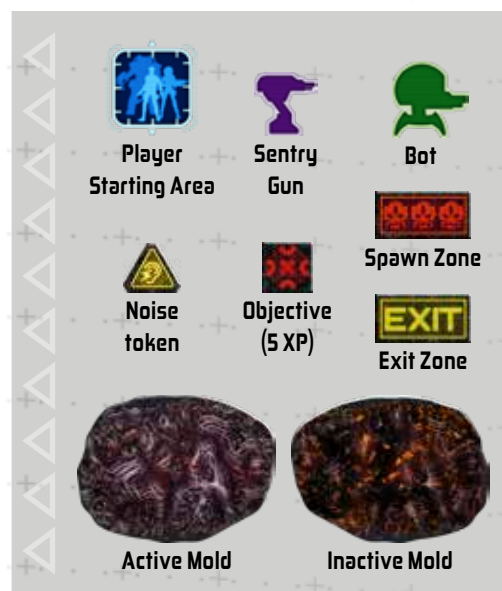 Player
Starting Area
Sentry
Gun
Bot
Spawn Zone
Noise
token
Objective
(5 XP)
EXIT
Exit Zone
Active Mold
Inactive Mold